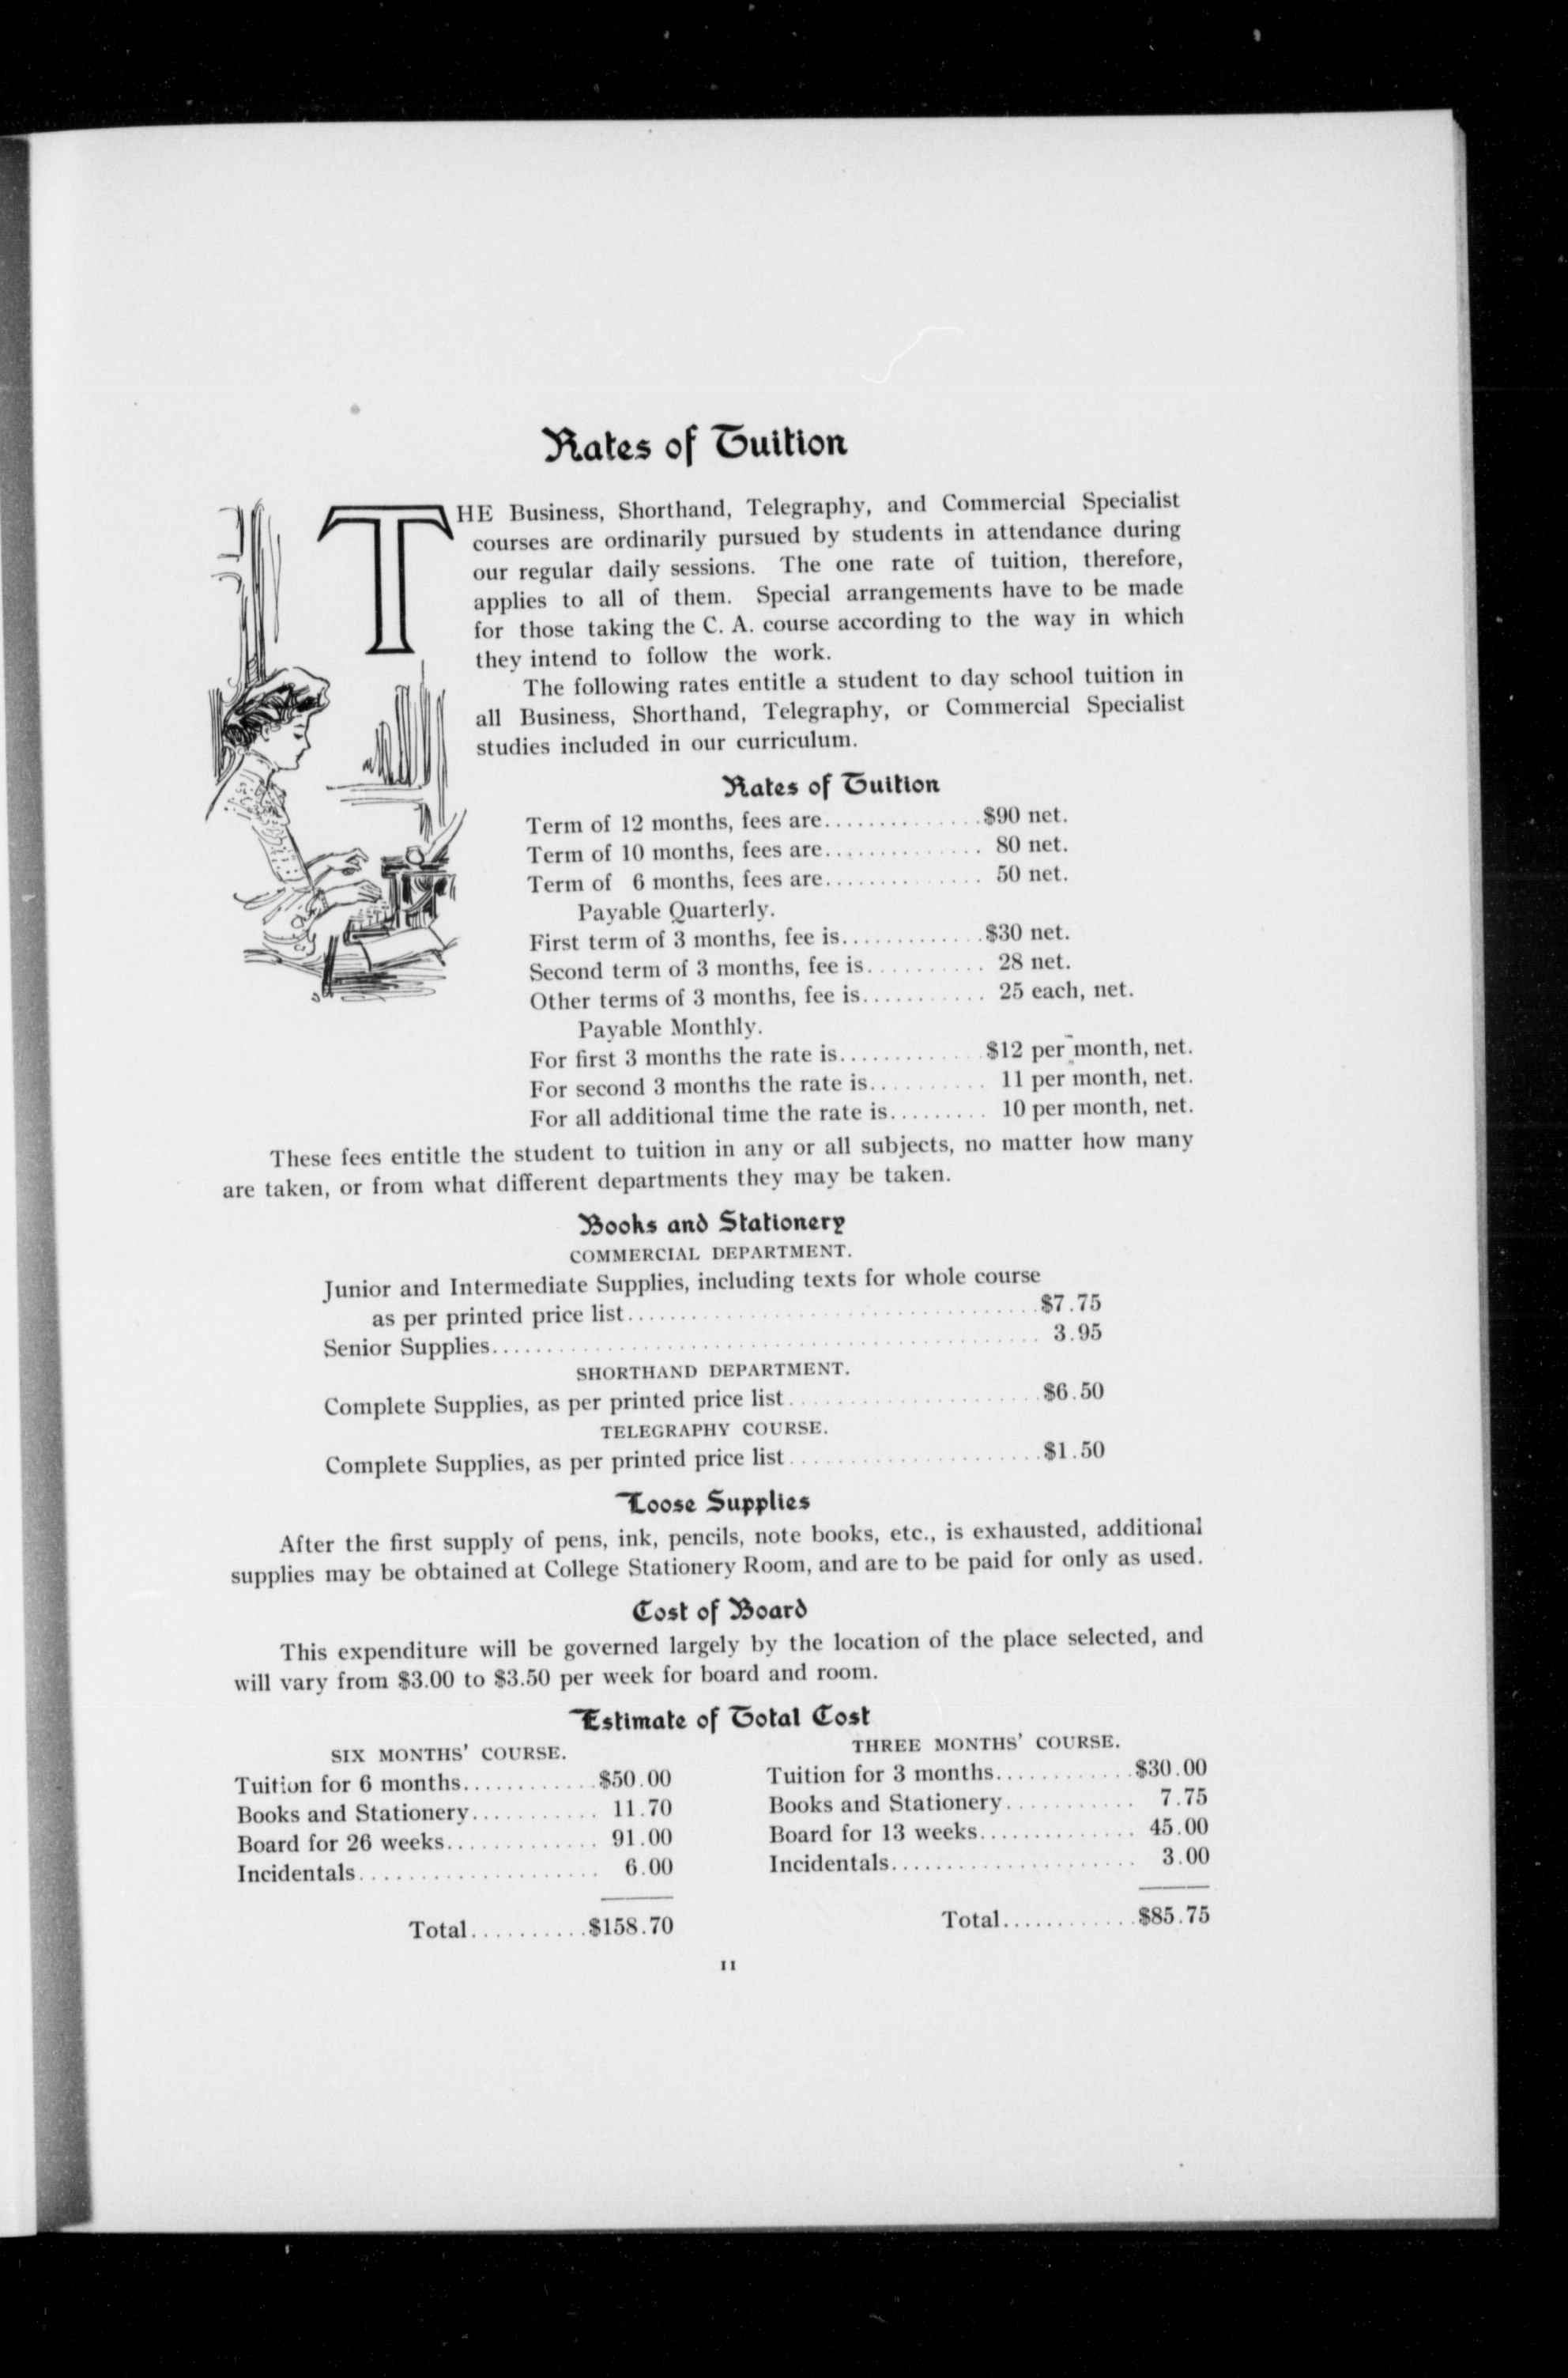 Rates of Tuition
THE Business, Shorthand, Telegraphy, and Commercial Specialist
courses are ordinarily pursued by students in attendance during
our regular daily sessions. The one rate of tuition, therefore,
applies to all of them. Special arrangements have to be made
for those taking the C. A. course according to the way in which
they intend to follow the work.
The following rates entitle a student to day school tuition in
all Business, Shorthand, Telegraphy, or Commercial Specialist
studies included in our curriculum.
Rates of Tuition
Term of 12 months, fees are..............$90 net.
Term of 10 months, fees are.............. 80 net.
Term of 6 months, fees are.............. 50 net.
Payable Quarterly.
First term of 3 months, fee is.............$30 net.
Second term of 3 months, fee is.......... 28 net.
Other terms of 3 months, fee is........... 25 each, net.
Payable Monthly.
For first 3 months the rate is............$12 per month, net.
For second 3 months the rate is.......... 11 per month, net.
For all additional time the rate is......... 10 per month, net.
These fees entitle the student to tuition in any or all subjects, no matter how many
are taken, or from what different departments they may be taken.
Books and Stationery
COMMERCIAL DEPARTMENT.
Junior and Intermediate Supplies, including texts for whole course
as per printed price list.....................................$7.75
Senior Supplies............................................... 3.95
SHORTHAND DEPARTMENT.
Complete Supplies, as per printed price list......................$6.50
TELEGRAPHY COURSE.
Complete Supplies, as per printed price list......................$1.50
Loose Supplies
After the first supply of pens, ink, pencils, note books, etc., is exhausted, additional
supplies may be obtained at College Stationery Room, and are to be paid for only as used.
Cost of Board
This expenditure will be governed largely by the location of the place selected, and
will vary from $3.00 to $3.50 per week for board and room.
Estimate of Total Cost
SIX MONTHS' COURSE.
Tuition for 6 months............$50.00
Books and Stationery........... 11.70
Board for 26 weeks............. 91.00
Incidentals.................... 6.00
Total..........$158.70
THREE MONTHS' COURSE.
Tuition for 3 months............$30.00
Books and Stationery........... 7.75
Board for 13 weeks.............. 45.00
Incidentals..................... 3.00
Total............$85.75
11